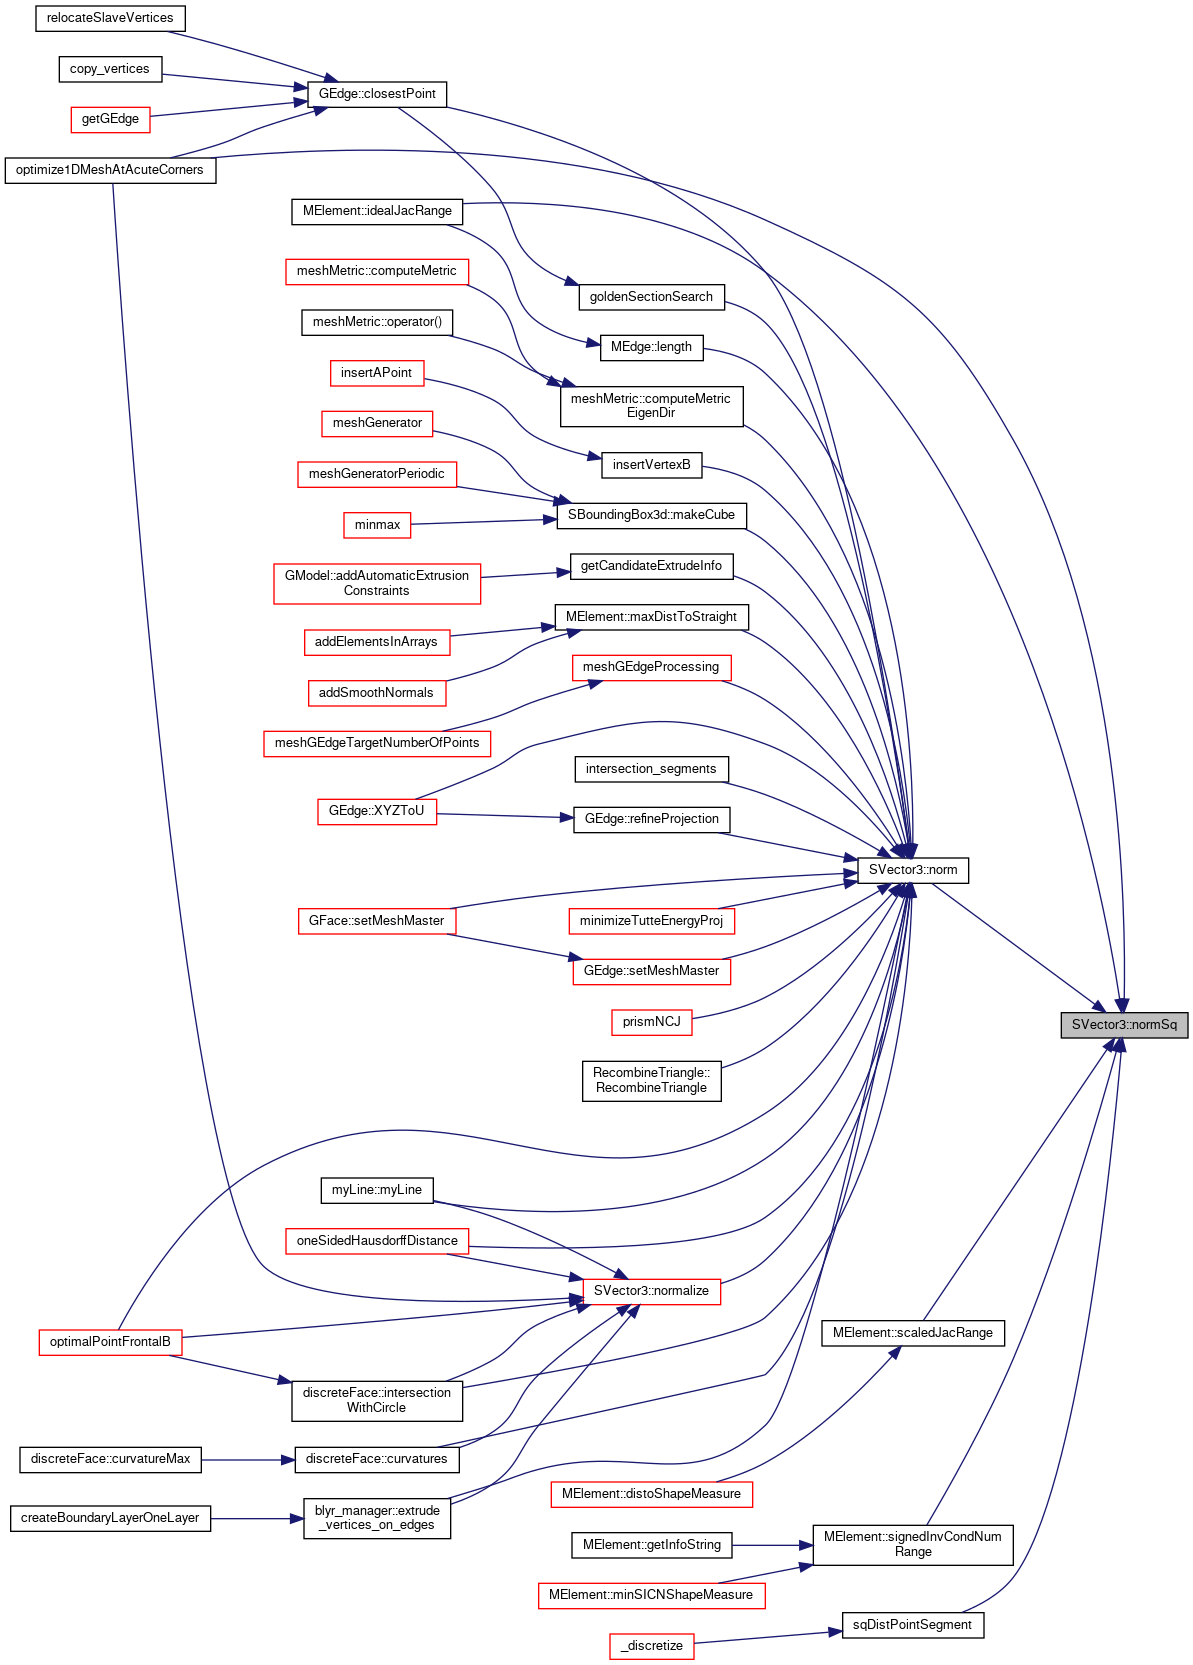 relocateSlaveVertices
copy_vertices
GEdge::closestPoint
getGEdge
optimize1DMeshAtAcuteCorners
MElement::idealJacRange
meshMetric::computeMetric
goldenSectionSearch
meshMetric::operator()
MEdge::length
insertAPoint
meshMetric::computeMetric
EigenDir
meshGenerator
insertVertexB
meshGeneratorPeriodic
SBoundingBox3d::makeCube
minmax
getCandidateExtrudeInfo
GModel::addAutomaticExtrusion
Constraints
MElement::maxDistToStraight
addElementsInArrays
meshGEdgeProcessing
addSmoothNormals
meshGEdgeTargetNumberOfPoints
intersection_segments
GEdge::XYZToU
GEdge::refineProjection
SVector3::norm
GFace::setMeshMaster
minimizeTutteEnergyProj
GEdge::setMeshMaster
prismNCJ
SVector3::normSq
RecombineTriangle::
RecombineTriangle
myLine::myLine
oneSidedHausdorffDistance
SVector3::normalize
optimalPointFrontalB
MElement::scaledJacRange
discreteFace::intersection
WithCircle
discreteFace::curvatureMax
discreteFace::curvatures
MElement::distoShapeMeasure
createBoundaryLayerOneLayer
blyr_manager::extrude
_vertices_on_edges
MElement::getInfoString
MElement::signedInvCondNum
Range
MElement::minSICNShapeMeasure
sqDistPointSegment
_discretize